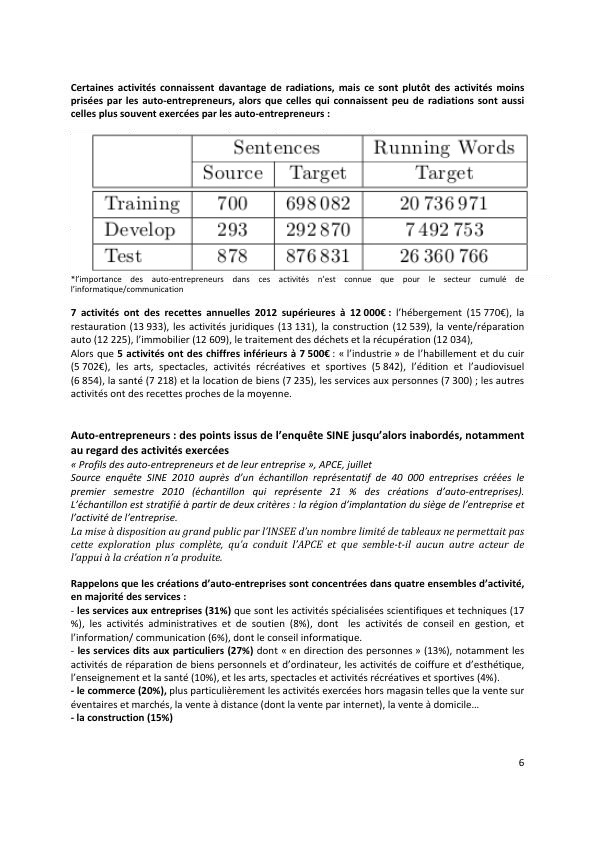 Certaines activités connaissent davantage de radiations, mais ce sont plutôt des activités moins
prisées par les auto-entrepreneurs, alors que celles qui connaissent peu de radiations sont aussi
celles plus souvent exercées par les auto-entrepreneurs :
Sentences Running Words
Source Target Target
Training 700 698 082 20 736 971
Develop 293 292 870 7 492 753
Test 878 876 831 26 360 766
*l’importance des auto-entrepreneurs dans ces activités n’est connue que pour le secteur cumulé de
l’informatique/communication
7 activités ont des recettes annuelles 2012 supérieures à 12 000€ : l’hébergement (15 770€), la
restauration (13 933), les activités juridiques (13 131), la construction (12 539), la vente/réparation
auto (12 225), l’immobilier (12 609), le traitement des déchets et la récupération (12 034),
Alors que 5 activités ont des chiffres inférieurs à 7 500€ : « l’industrie » de l’habillement et du cuir
(5 702€), les arts, spectacles, activités récréatives et sportives (5 842), l’édition et l’audiovisuel
(6 854), la santé (7 218) et la location de biens (7 235), les services aux personnes (7 300) ; les autres
activités ont des recettes proches de la moyenne.
Auto-entrepreneurs : des points issus de l’enquête SINE jusqu’alors inabordés, notamment
au regard des activités exercées
« Profils des auto-entrepreneurs et de leur entreprise », APCE, juillet
Source enquête SINE 2010 auprès d’un échantillon représentatif de 40 000 entreprises créées le
premier semestre 2010 (échantillon qui représente 21 % des créations d’auto-entreprises).
L’échantillon est stratifié à partir de deux critères : la région d’implantation du siège de l’entreprise et
l’activité de l’entreprise.
La mise à disposition au grand public par l’INSEE d’un nombre limité de tableaux ne permettait pas
cette exploration plus complète, qu’a conduit l’APCE et que semble-t-il aucun autre acteur de
l’appui à la création n’a produite.
Rappelons que les créations d’auto-entreprises sont concentrées dans quatre ensembles d’activité,
en majorité des services :
- les services aux entreprises (31%) que sont les activités spécialisées scientifiques et techniques (17
%), les activités administratives et de soutien (8%), dont les activités de conseil en gestion, et
l’information/ communication (6%), dont le conseil informatique.
- les services dits aux particuliers (27%) dont « en direction des personnes » (13%), notamment les
activités de réparation de biens personnels et d’ordinateur, les activités de coiffure et d’esthétique,
l’enseignement et la santé (10%), et les arts, spectacles et activités récréatives et sportives (4%).
- le commerce (20%), plus particulièrement les activités exercées hors magasin telles que la vente sur
éventaires et marchés, la vente à distance (dont la vente par internet), la vente à domicile…
- la construction (15%)
6